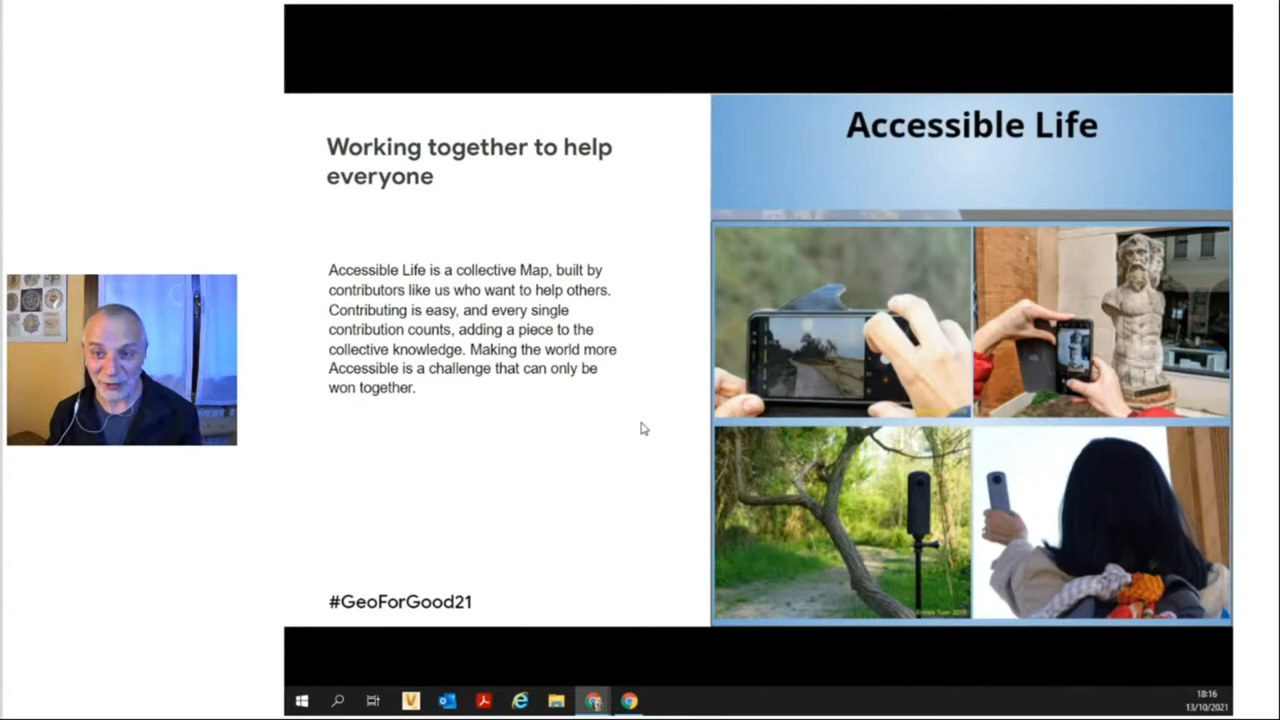 Working together to help
everyone
Accessible Life is a collective Map, built by
contributors like us who want to help others.
Contributing is easy, and every single
contribution counts, adding a piece to the
collective knowledge. Making the world more
Accessible is a challenge that can only be
won together.
#GeoForGood21
Accessible Life
18:16
13/10/2021